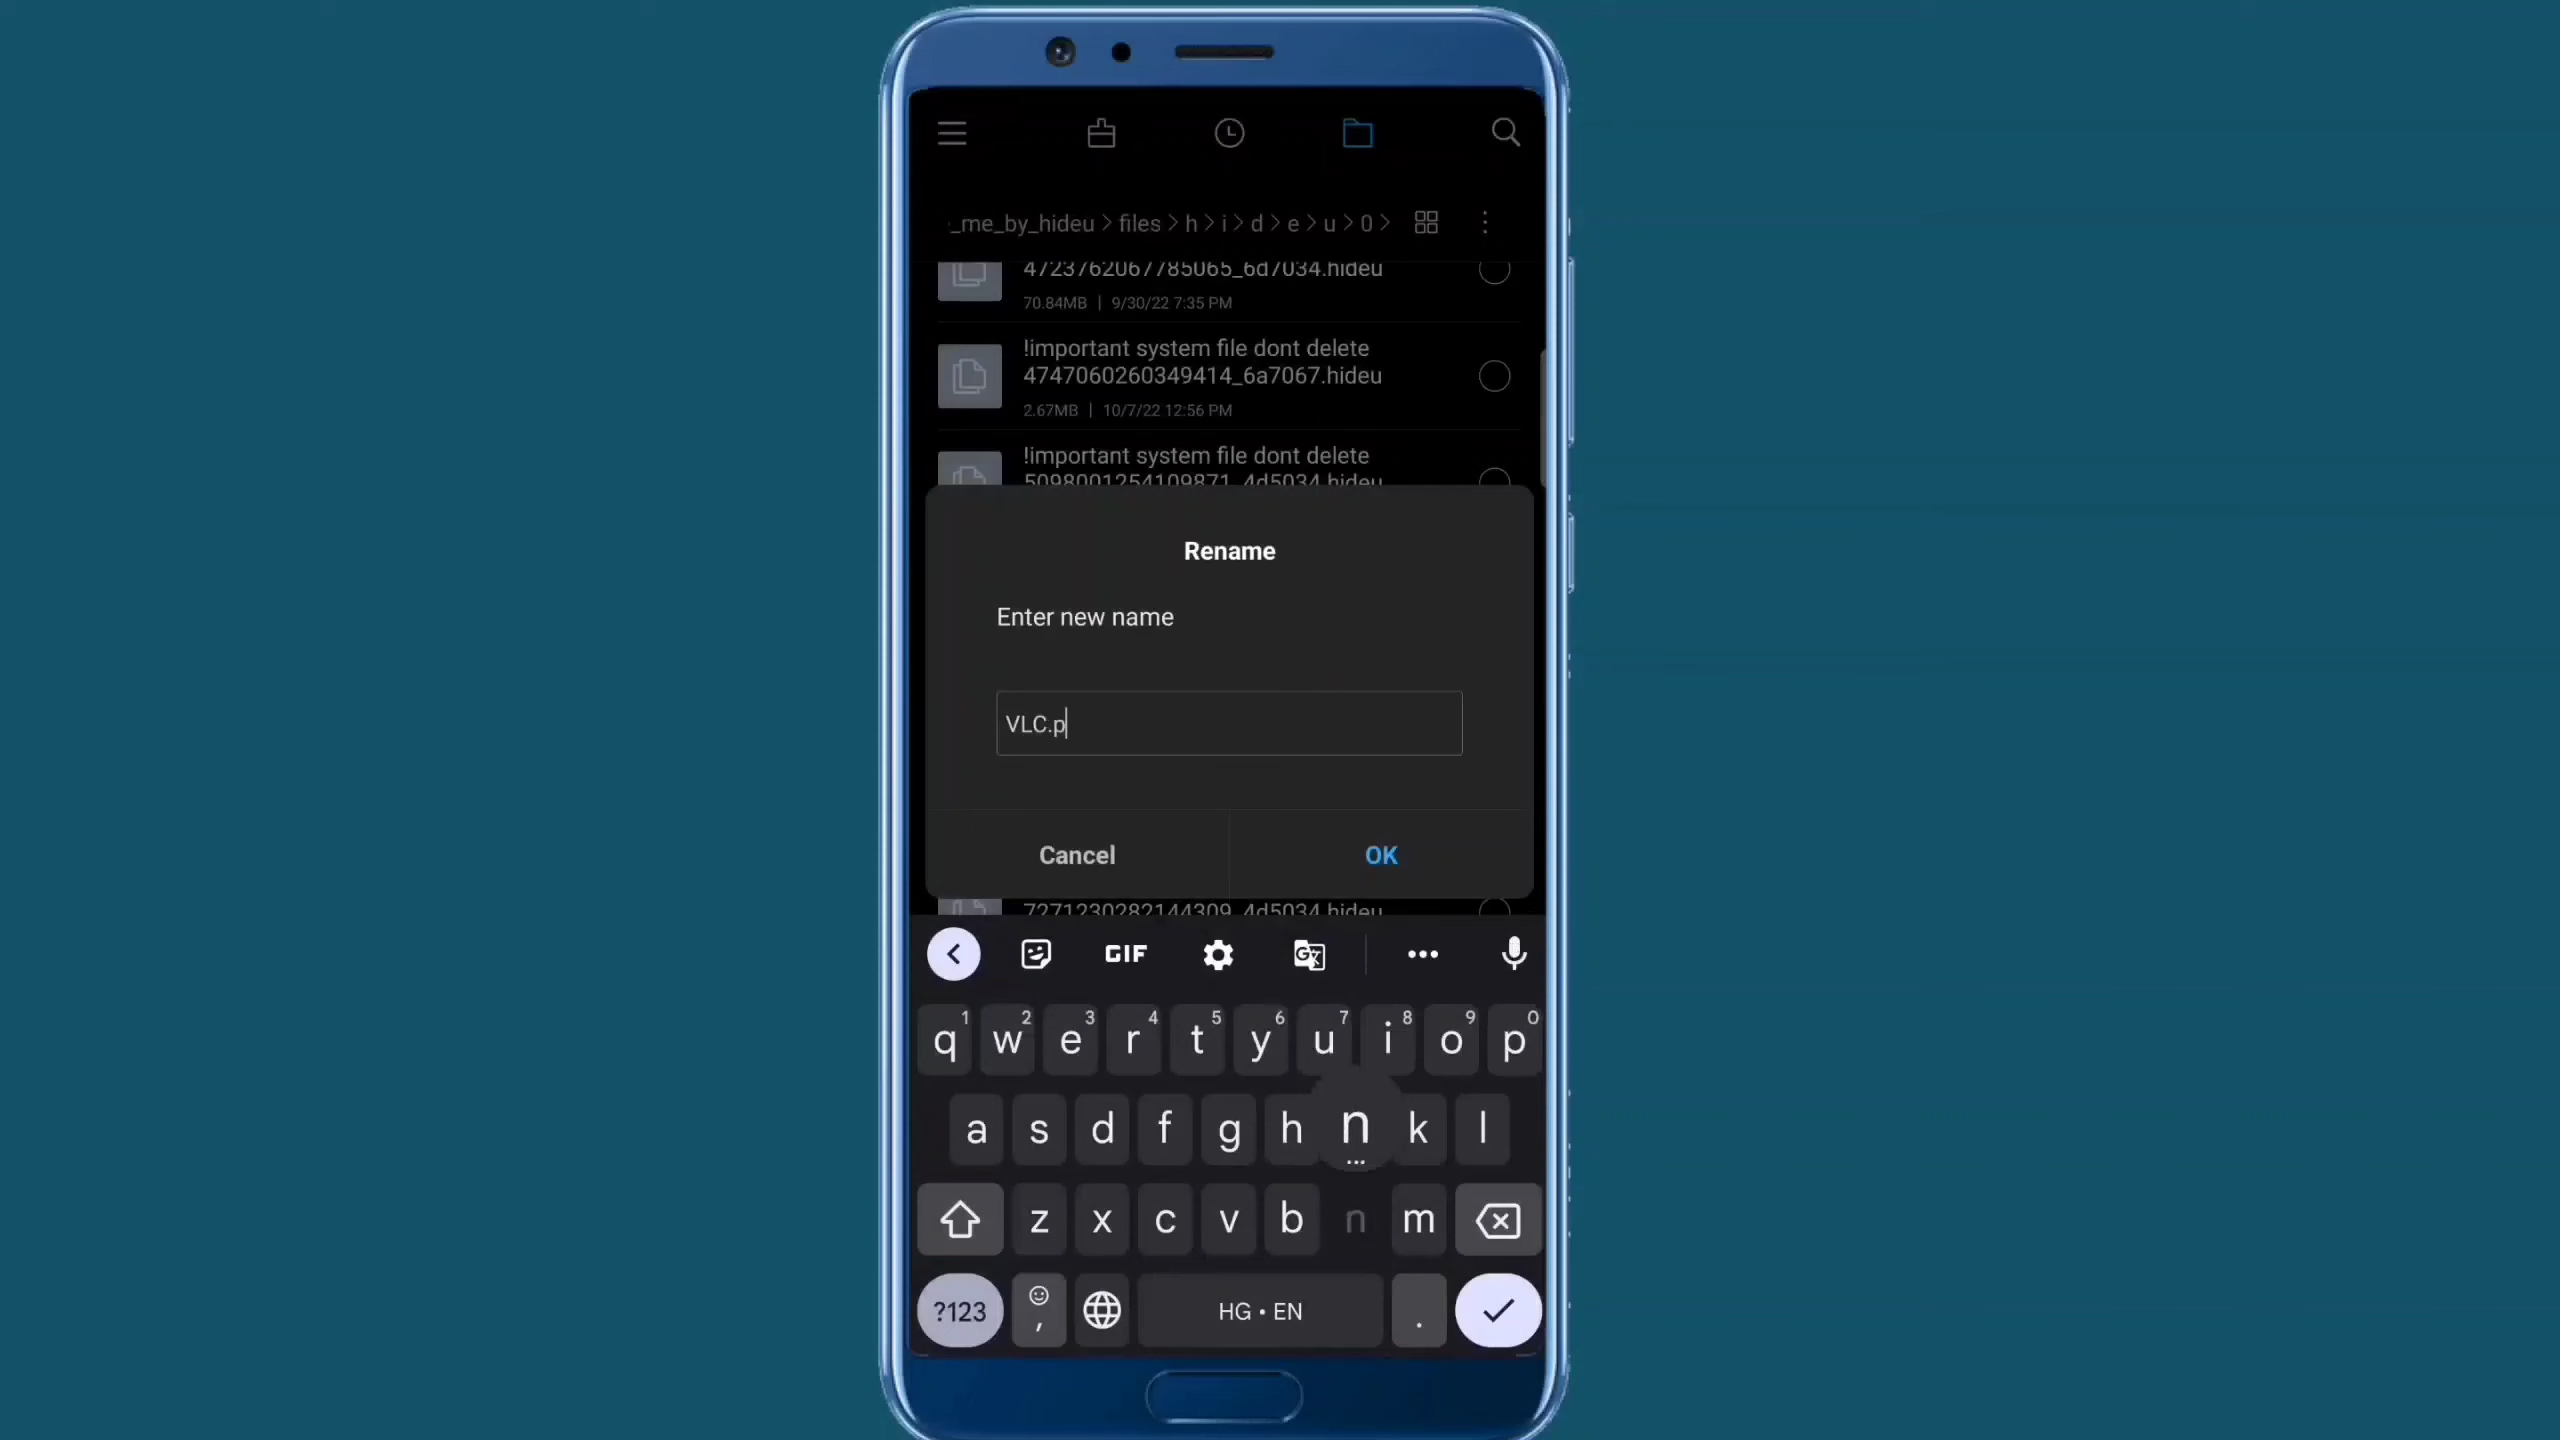 _me_by_hideu > files > h > i > d > e > u > 0 >
4723762067785065_6d7034.hideu
70.84MB | 9/30/22 7:35 PM
!important system file dont delete
4747060260349414_6a7067.hideu
2.67MB | 10/7/22 12:56 PM
!important system file dont delete
5098001254109871_4d5034.hideu
Rename
Enter new name
VLC.p
Cancel OK
7271230282144309_4d5034.hideu
GIF
q1 w2 e3 r4 t5 y6 u7 i8 o9 p0
a s d f g h n k l
z x c v b n m
?123 , HG • EN .